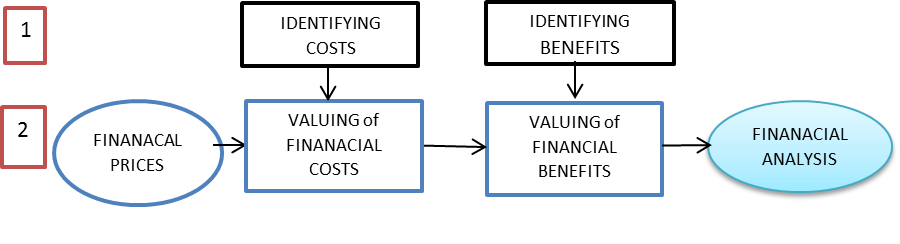 1
IDENTIFYING
COSTS
IDENTIFYING
BENEFITS
2
FINANACAL
PRICES
VALUING of
FINANACIAL
COSTS
VALUING of
FINANCIAL
BENEFITS
FINANACIAL
ANALYSIS